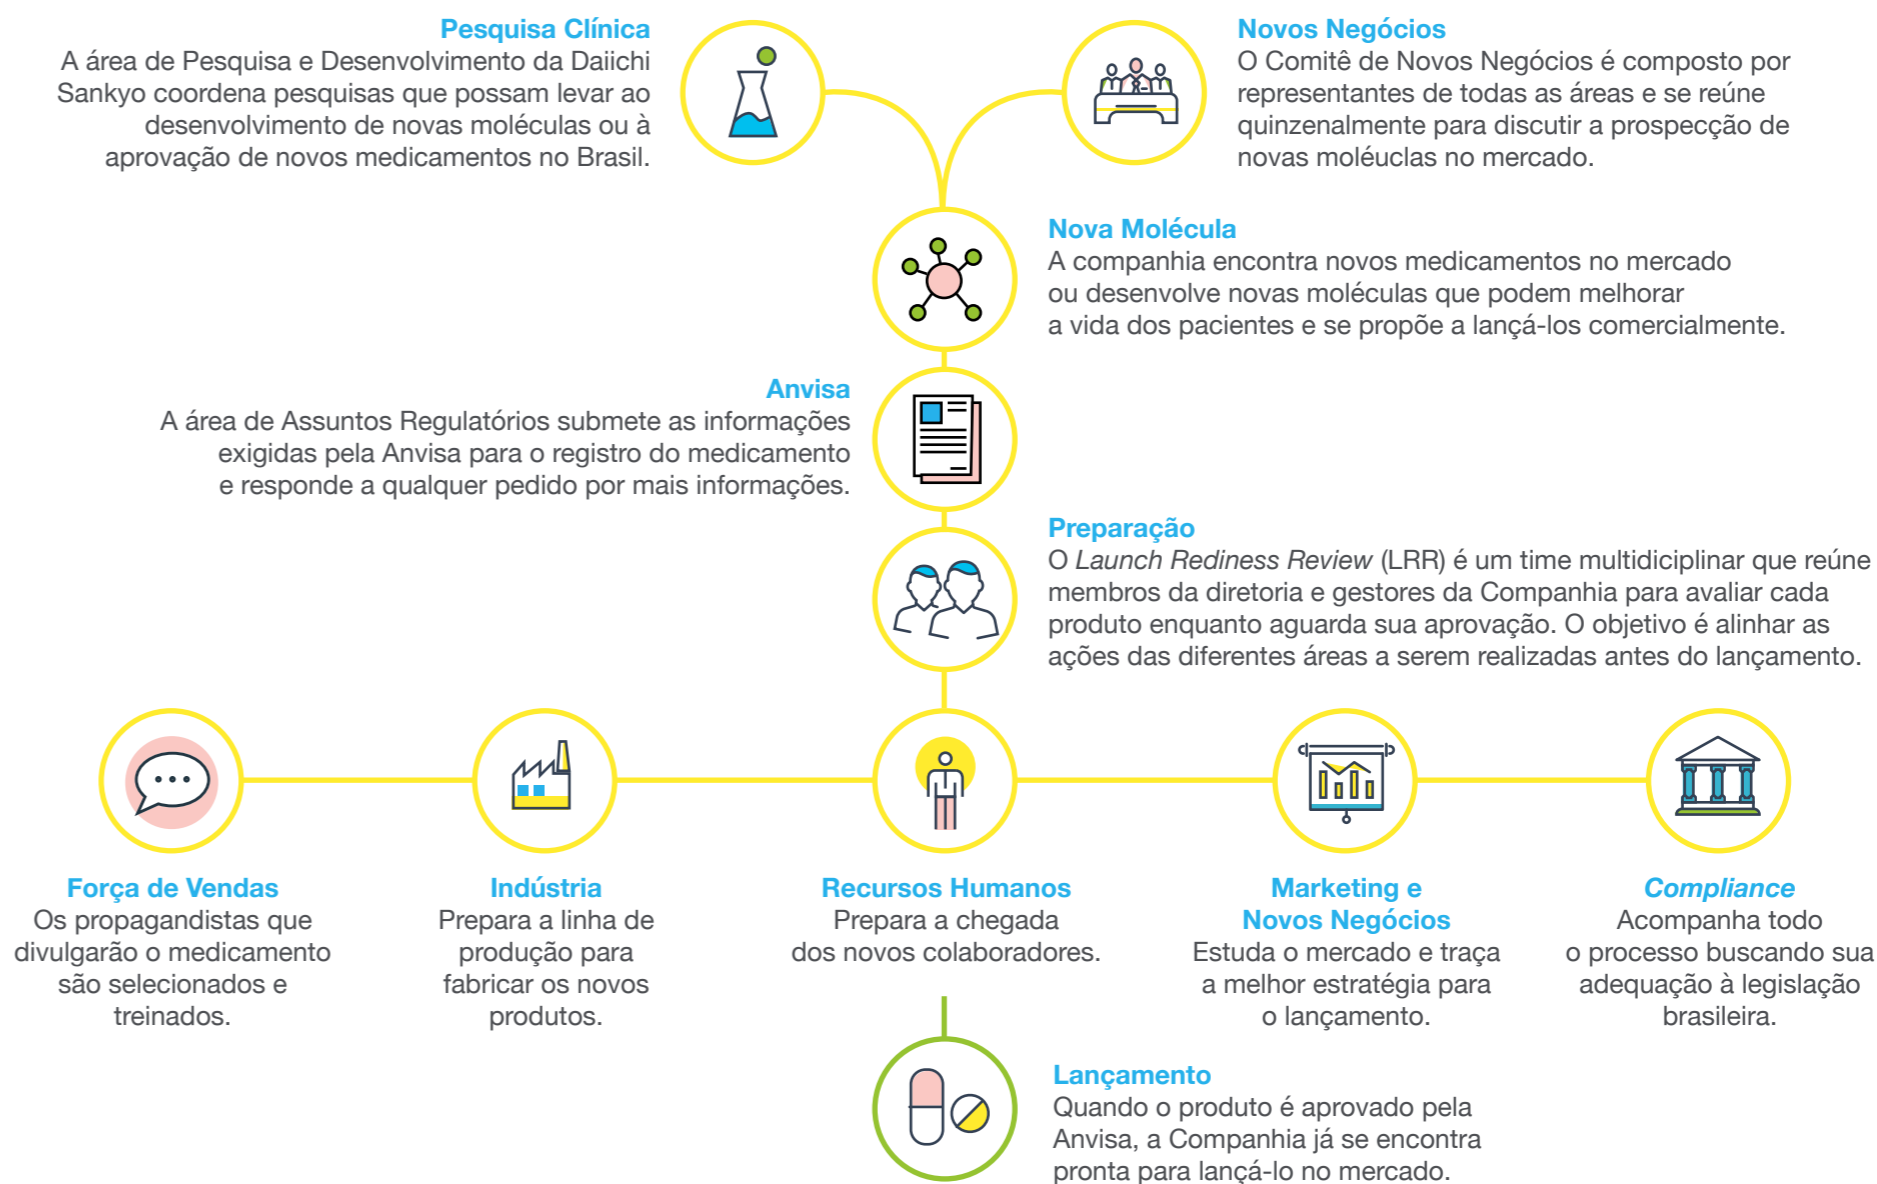 Pesquisa Clínica
A área de Pesquisa e Desenvolvimento da Daiichi
Sankyo coordena pesquisas que possam levar ao
desenvolvimento de novas moléculas ou à
aprovação de novos medicamentos no Brasil.
Novos Negócios
O Comitê de Novos Negócios é composto por
representantes de todas as áreas e se reúne
quinzenalmente para discutir a prospecção de
novas moléuclas no mercado.
Nova Molécula
A companhia encontra novos medicamentos no mercado
ou desenvolve novas moléculas que podem melhorar
a vida dos pacientes e se propõe a lançá-los comercialmente.
Anvisa
A área de Assuntos Regulatórios submete as informações
exigidas pela Anvisa para o registro do medicamento
e responde a qualquer pedido por mais informações.
Preparação
O Launch Rediness Review (LRR) é um time multidiciplinar que reúne
membros da diretoria e gestores da Companhia para avaliar cada
produto enquanto aguarda sua aprovação. O objetivo é alinhar as
ações das diferentes áreas a serem realizadas antes do lançamento.
Força de Vendas
Os propagandistas que
divulgarão o medicamento
são selecionados e
treinados.
Indústria
Prepara a linha de
produção para
fabricar os novos
produtos.
Recursos Humanos
Prepara a chegada
dos novos colaboradores.
Marketing e
Novos Negócios
Estuda o mercado e traça
a melhor estratégia para
o lançamento.
Compliance
Acompanha todo
o processo buscando sua
adequação à legislação
brasileira.
Lançamento
Quando o produto é aprovado pela
Anvisa, a Companhia já se encontra
pronta para lançá-lo no mercado.